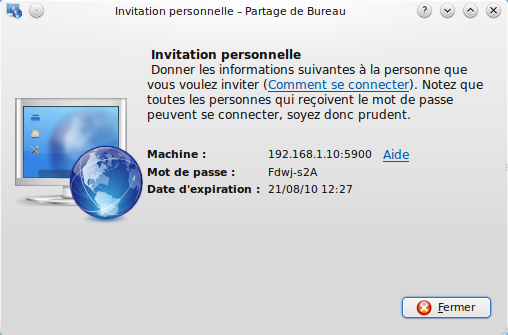 Invitation personnelle – Partage de Bureau
Invitation personnelle
Donner les informations suivantes à la personne que
vous voulez inviter (Comment se connecter). Notez que
toutes les personnes qui reçoivent le mot de passe
peuvent se connecter, soyez donc prudent.
Machine : 192.168.1.10:5900 Aide
Mot de passe : Fdwj-s2A
Date d'expiration : 21/08/10 12:27
Fermer